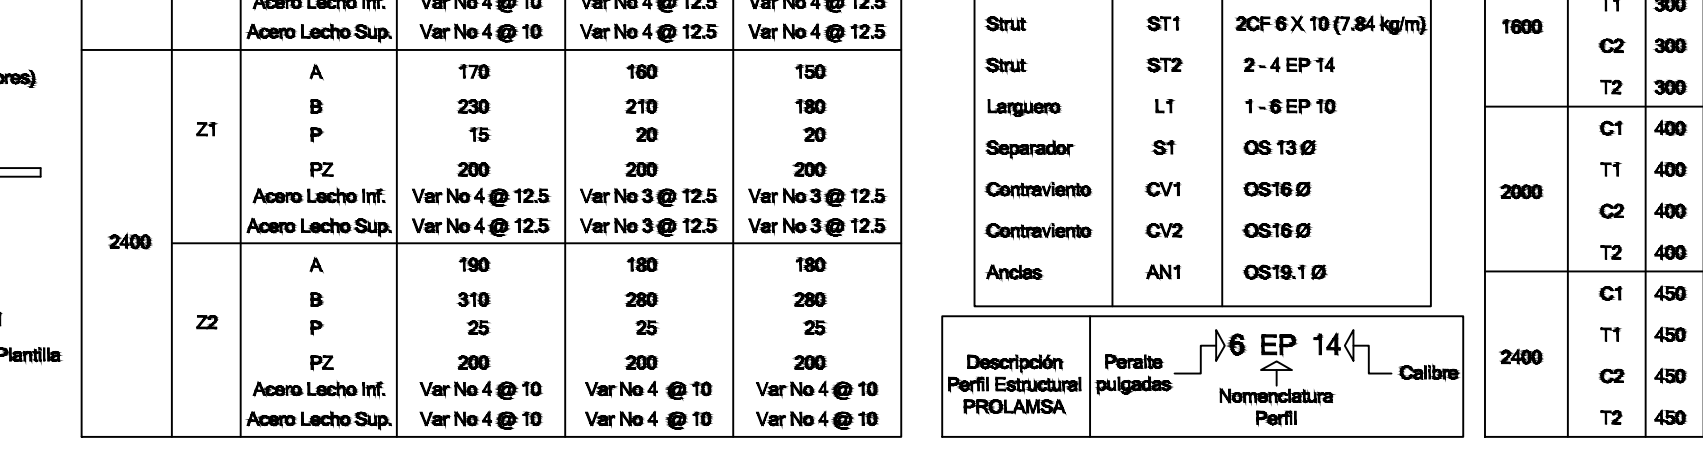 Acero Lecho Inf. Var No 4 @ 10 Var No 4 @ 12.5 Var No 4 @ 12.5
Acero Lecho Sup. Var No 4 @ 10 Var No 4 @ 12.5 Var No 4 @ 12.5
2400
Z1
A 170 160 150
B 230 210 180
P 15 20 20
PZ 200 200 200
Acero Lecho Inf. Var No 4 @ 12.5 Var No 3 @ 12.5 Var No 3 @ 12.5
Acero Lecho Sup. Var No 4 @ 12.5 Var No 3 @ 12.5 Var No 3 @ 12.5
Z2
A 190 180 180
B 310 280 280
P 25 25 25
PZ 200 200 200
Acero Lecho Inf. Var No 4 @ 10 Var No 4 @ 10 Var No 4 @ 10
Acero Lecho Sup. Var No 4 @ 10 Var No 4 @ 10 Var No 4 @ 10
Plantilla
Strut ST1 2CF 6 X 10 (7.84 kg/m)
Strut ST2 2 - 4 EP 14
Larguero L1 1 - 6 EP 10
Separador S1 OS 13 Ø
Contraviento CV1 OS16 Ø
Contraviento CV2 OS16 Ø
Anclas AN1 OS19.1 Ø
Descripción
Perfil Estructural
PROLAMSA
Peralte
pulgadas
6 EP 14
Calibre
Nomenclatura
Perfil
1600
T1 300
C2 300
T2 300
2000
C1 400
T1 400
C2 400
T2 400
2400
C1 450
T1 450
C2 450
T2 450